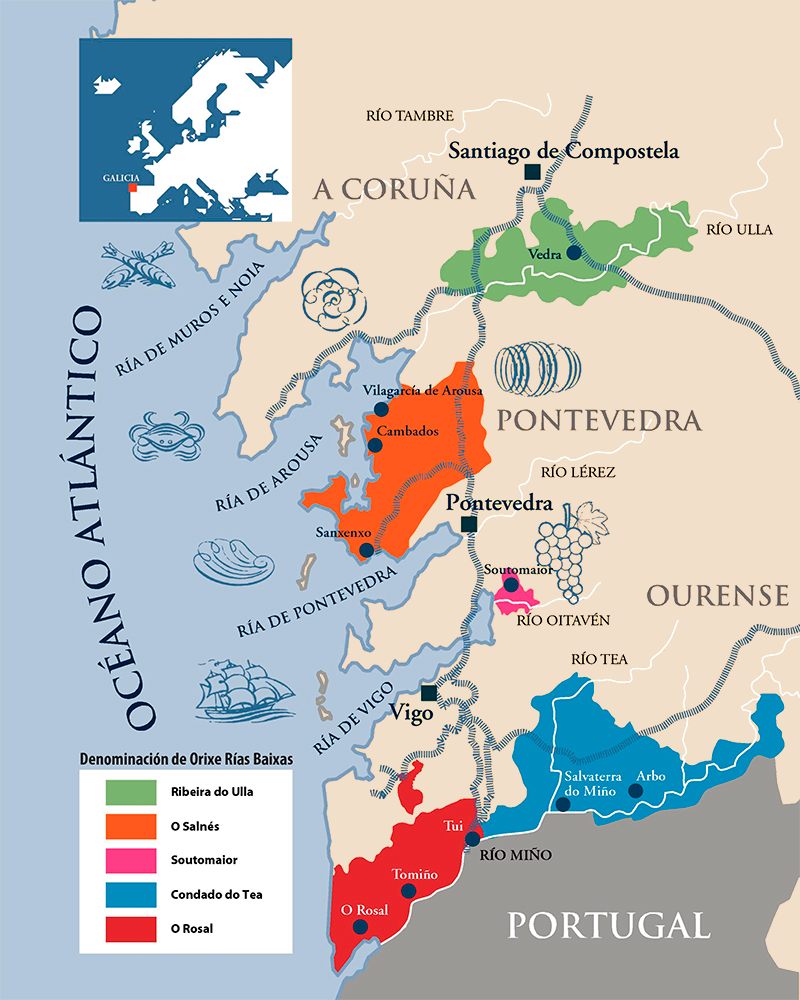 GALICIA
RÍO TAMBRE
Santiago de Compostela
A CORUÑA
RÍO ULLA
Vedra
RÍA DE MUROS E NOIA
OCÉANO ATLÁNTICO
Vilagarcía de Arousa
PONTEVEDRA
Cambados
RÍA DE AROUSA
RÍO LÉREZ
Pontevedra
Sanxenxo
Soutomaior
RÍA DE PONTEVEDRA
OURENSE
RÍO OITAVÉN
RÍO TEA
RÍA DE VIGO
Vigo
Denominación de Orixe Rías Baixas
Ribeira do Ulla
O Salnés
Soutomaior
Condado do Tea
O Rosal
Salvaterra
do Miño
Arbo
Tui
RÍO MIÑO
Tomiño
O Rosal
PORTUGAL